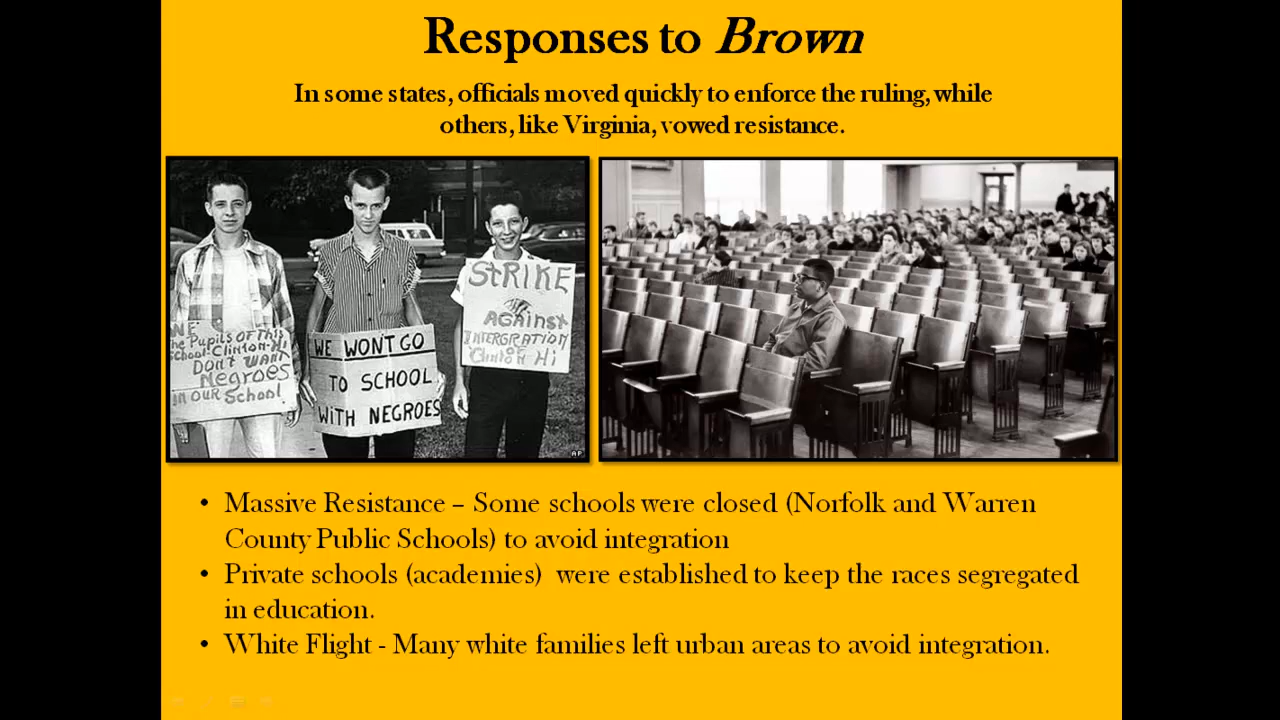 Responses to Brown
In some states, officials moved quickly to enforce the ruling, while
others, like Virginia, vowed resistance.
WE
the Pupils of This
School-Clinton-Hi
DON'T WANT
Negroes
in OUR School
WE WON'T GO
TO SCHOOL
WiTH NEGROES
STRIKE
AGAinst
INTERGRATION
OF
Clinton Hi
AP
• Massive Resistance – Some schools were closed (Norfolk and Warren
County Public Schools) to avoid integration
• Private schools (academies) were established to keep the races segregated
in education.
• White Flight - Many white families left urban areas to avoid integration.